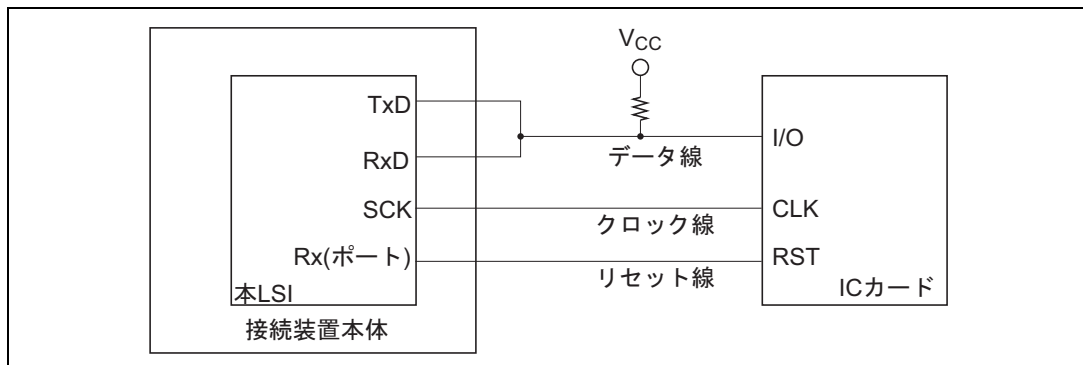 VCC
TxD
RxD
SCK
Rx(ポート)
本LSI
接続装置本体
データ線
クロック線
リセット線
I/O
CLK
RST
ICカード